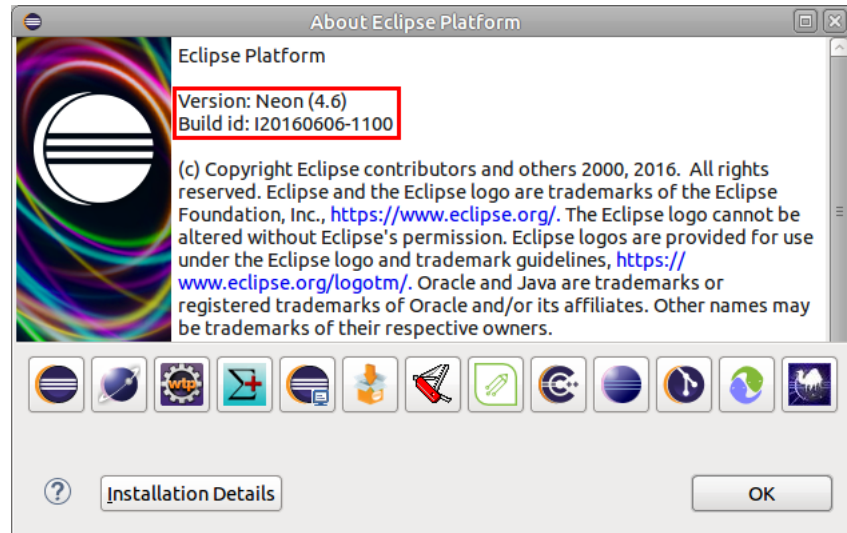 About Eclipse Platform
Eclipse Platform
Version: Neon (4.6)
Build id: I20160606-1100
(c) Copyright Eclipse contributors and others 2000, 2016.  All rights
reserved. Eclipse and the Eclipse logo are trademarks of the Eclipse
Foundation, Inc., https://www.eclipse.org/. The Eclipse logo cannot be
altered without Eclipse's permission. Eclipse logos are provided for use
under the Eclipse logo and trademark guidelines, https://
www.eclipse.org/logotm/. Oracle and Java are trademarks or
registered trademarks of Oracle and/or its affiliates. Other names may
be trademarks of their respective owners.
wtp
Installation Details
OK